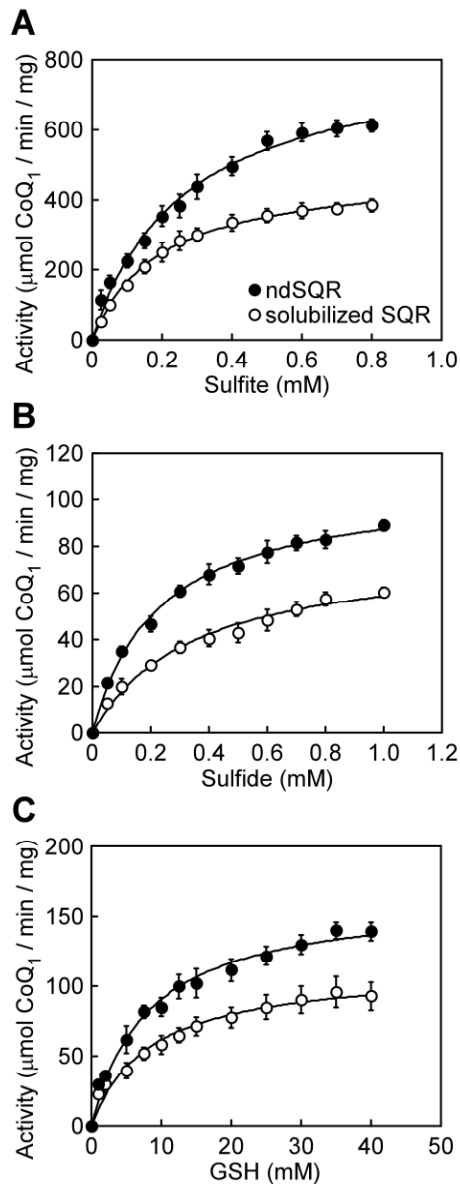 A
800
600
400
200
0
Activity (μmol CoQ₁ / min / mg)
ndSQR
solubilized SQR
0 0.2 0.4 0.6 0.8 1.0
Sulfite (mM)
B
120
100
80
60
40
20
0
Activity (μmol CoQ₁ / min / mg)
0 0.2 0.4 0.6 0.8 1.0 1.2
Sulfide (mM)
C
200
150
100
50
0
Activity (μmol CoQ₁ / min / mg)
0 10 20 30 40 50
GSH (mM)